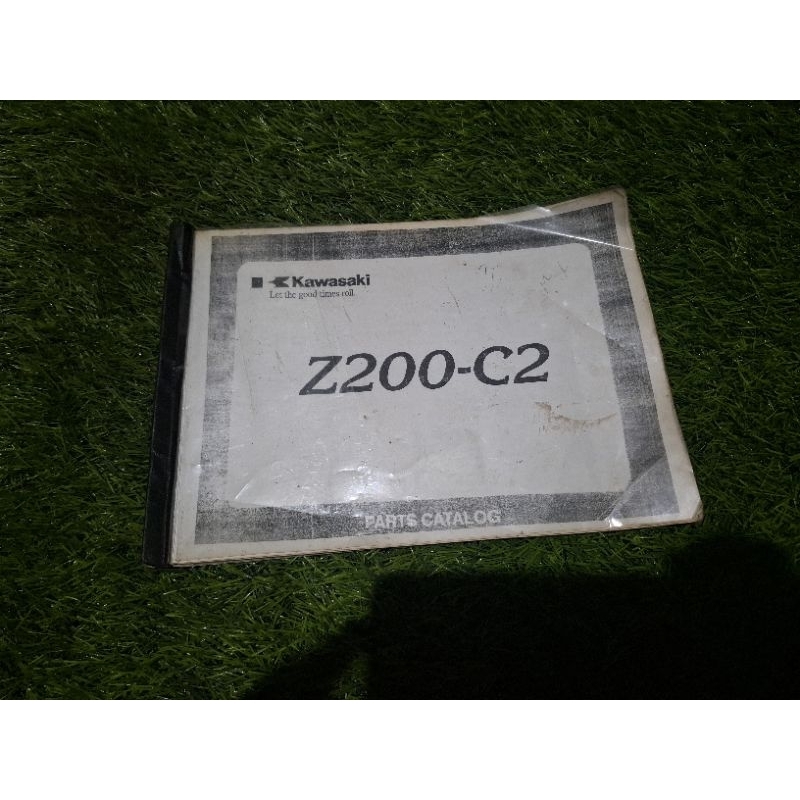 Kawasaki
Let the good times roll.
Z200-C2
PARTS CATALOG